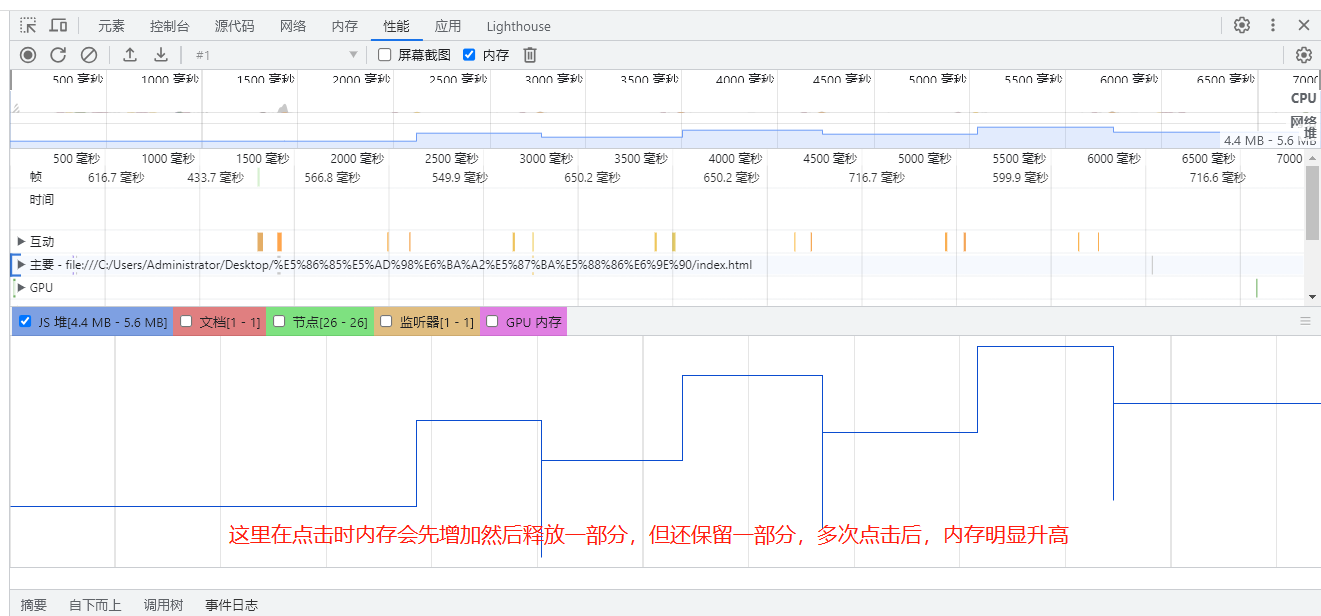 元素 控制台 源代码 网络 内存 性能 应用 Lighthouse
#1 屏幕截图 内存
500 毫秒 1000 毫秒 1500 毫秒 2000 毫秒 2500 毫秒 3000 毫秒 3500 毫秒 4000 毫秒 4500 毫秒 5000 毫秒 5500 毫秒 6000 毫秒 6500 毫秒 7000
CPU
网络
堆
4.4 MB - 5.6 MB
500 毫秒 1000 毫秒 1500 毫秒 2000 毫秒 2500 毫秒 3000 毫秒 3500 毫秒 4000 毫秒 4500 毫秒 5000 毫秒 5500 毫秒 6000 毫秒 6500 毫秒 7000
帧 616.7 毫秒 433.7 毫秒 566.8 毫秒 549.9 毫秒 650.2 毫秒 650.2 毫秒 716.7 毫秒 599.9 毫秒 716.6 毫秒
时间
互动
主要 - file:///C:/Users/Administrator/Desktop/%E5%86%85%E5%AD%98%E6%BA%A2%E5%87%BA%E5%88%86%E6%9E%90/index.html
GPU
JS 堆[4.4 MB - 5.6 MB] 文档[1 - 1] 节点[26 - 26] 监听器[1 - 1] GPU 内存
这里在点击时内存会先增加然后释放一部分，但还保留一部分，多次点击后，内存明显升高
摘要 自下而上 调用树 事件日志